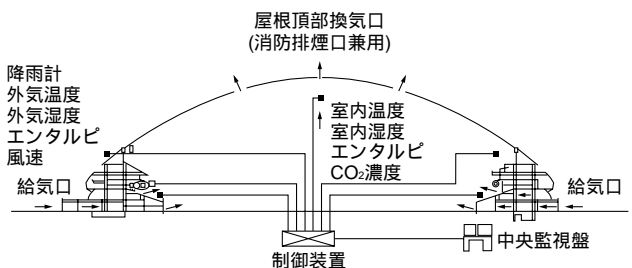 屋根頂部換気口
(消防排煙口兼用)
降雨計
外気温度
外気湿度
エンタルピ
風速
室内温度
室内湿度
エンタルピ
CO₂濃度
給気口
給気口
中央監視盤
制御装置